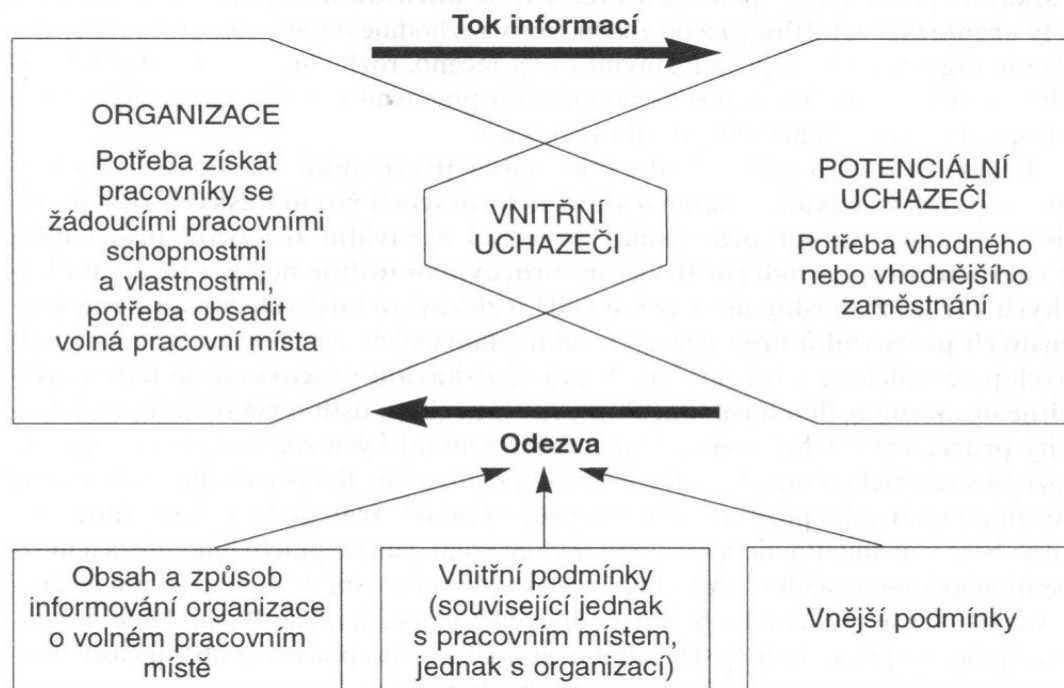 Tok informací
ORGANIZACE
Potřeba získat
pracovníky se
žádoucími pracovními
schopnostmi
a vlastnostmi,
potřeba obsadit
volná pracovní místa
VNITŘNÍ
UCHAZEČI
POTENCIÁLNÍ
UCHAZEČI
Potřeba vhodného
nebo vhodnějšího
zaměstnání
Odezva
Obsah a způsob
informování organizace
o volném pracovním
místě
Vnitřní podmínky
(související jednak
s pracovním místem,
jednak s organizací)
Vnější podmínky